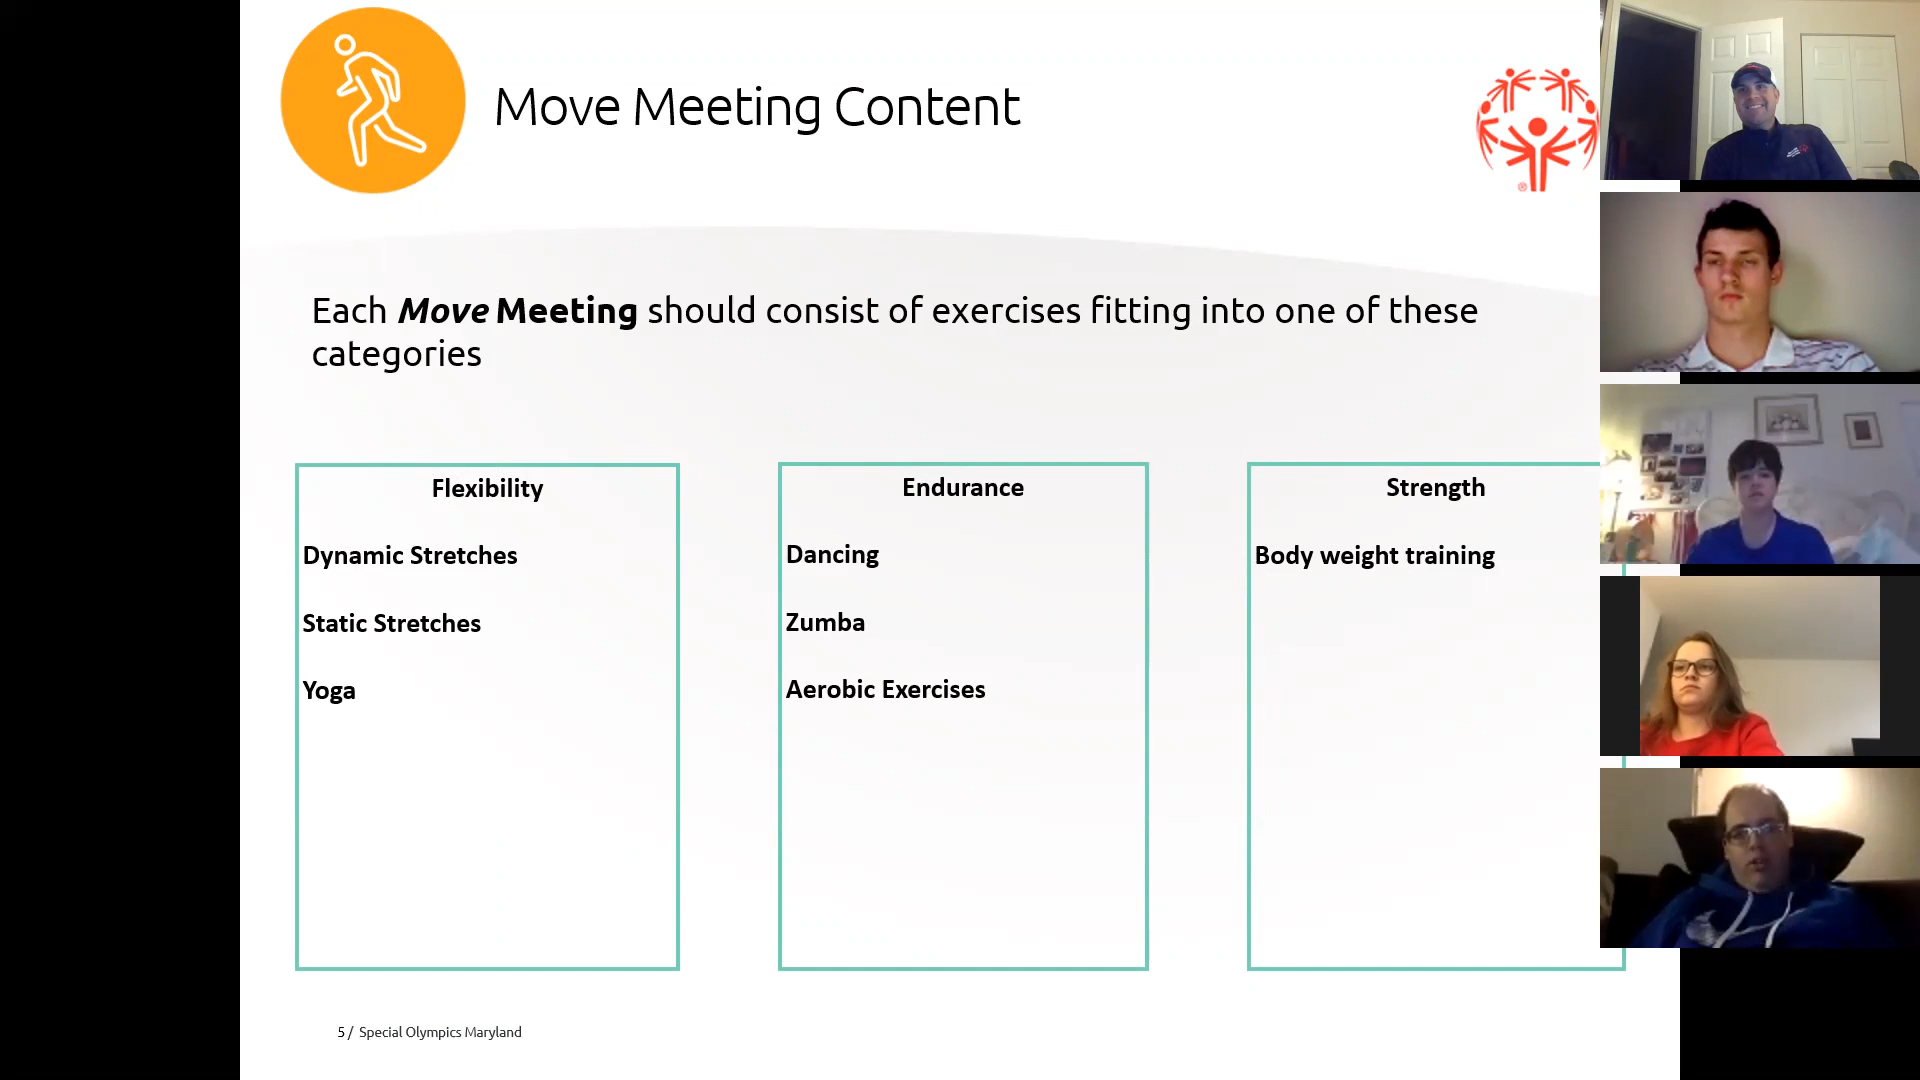 Move Meeting Content
Each Move Meeting should consist of exercises fitting into one of these
categories
Flexibility
Dynamic Stretches
Static Stretches
Yoga
Endurance
Dancing
Zumba
Aerobic Exercises
Strength
Body weight training
®
5 / Special Olympics Maryland